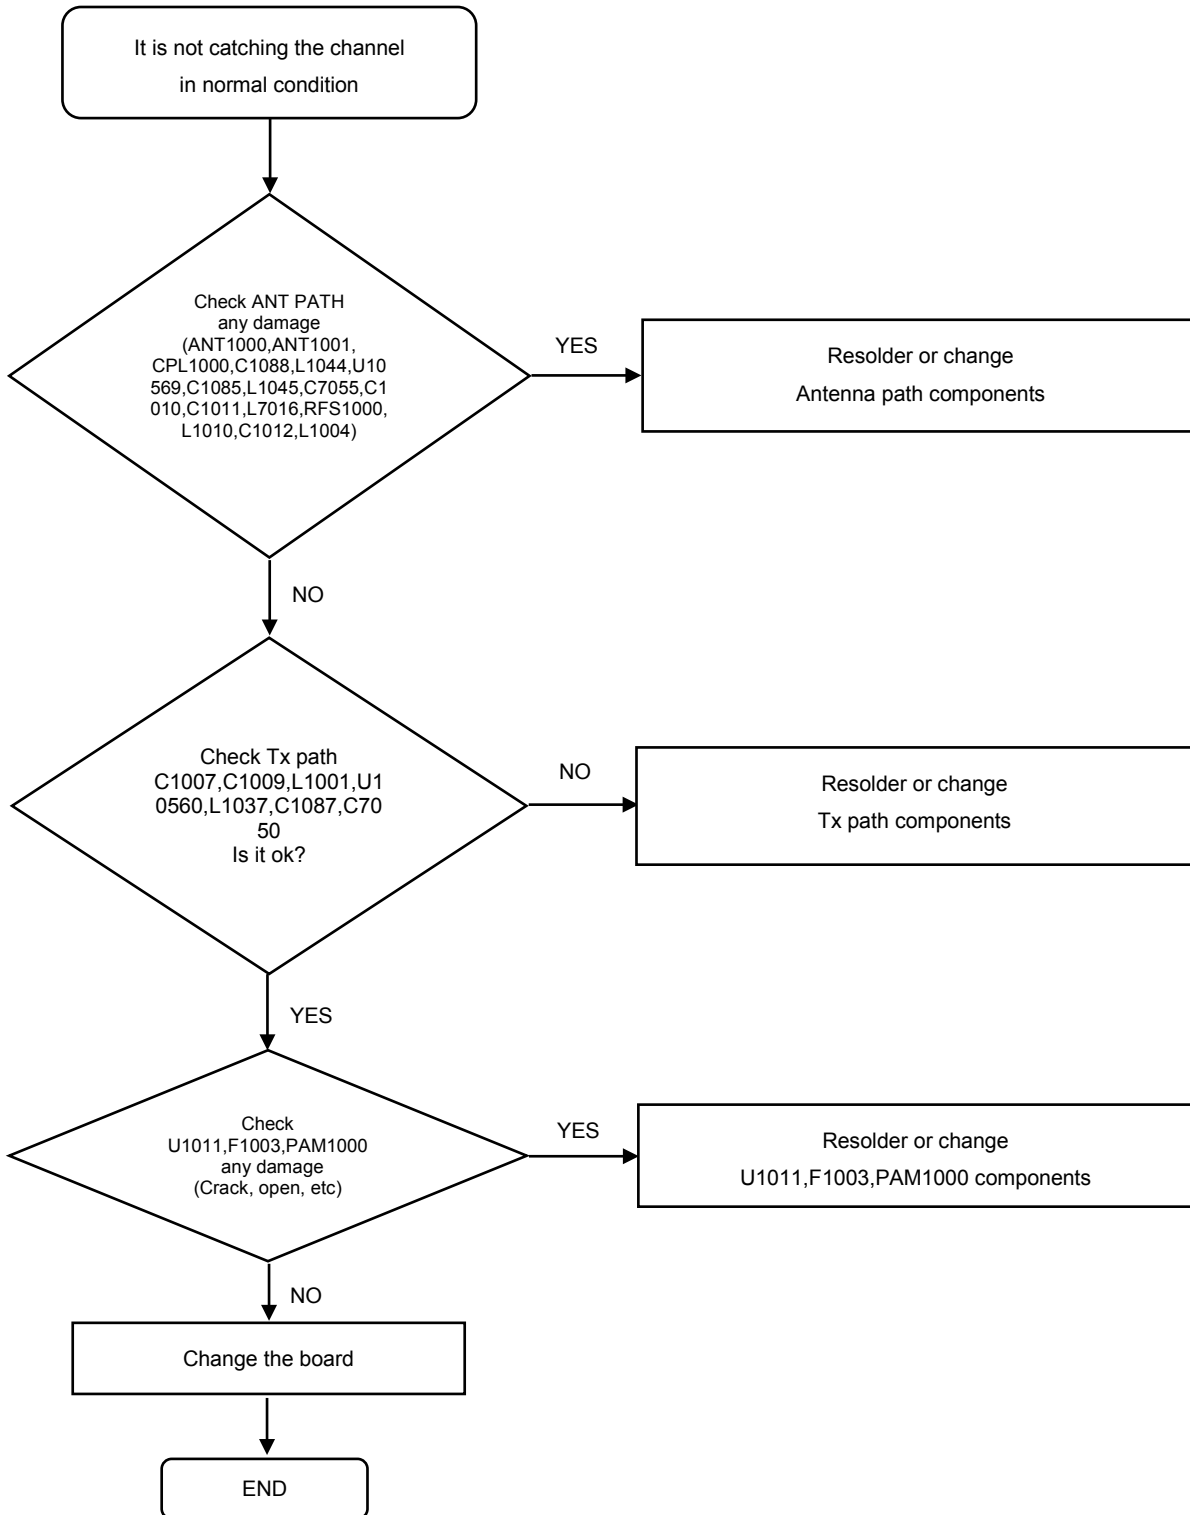 It is not catching the channel
in normal condition
Check ANT PATH
any damage
(ANT1000,ANT1001,
CPL1000,C1088,L1044,U10
569,C1085,L1045,C7055,C1
010,C1011,L7016,RFS1000,
L1010,C1012,L1004)
YES
Resolder or change
Antenna path components
NO
Check Tx path
C1007,C1009,L1001,U1
0560,L1037,C1087,C70
50
Is it ok?
NO
Resolder or change
Tx path components
YES
Check
U1011,F1003,PAM1000
any damage
(Crack, open, etc)
YES
Resolder or change
U1011,F1003,PAM1000 components
NO
Change the board
END